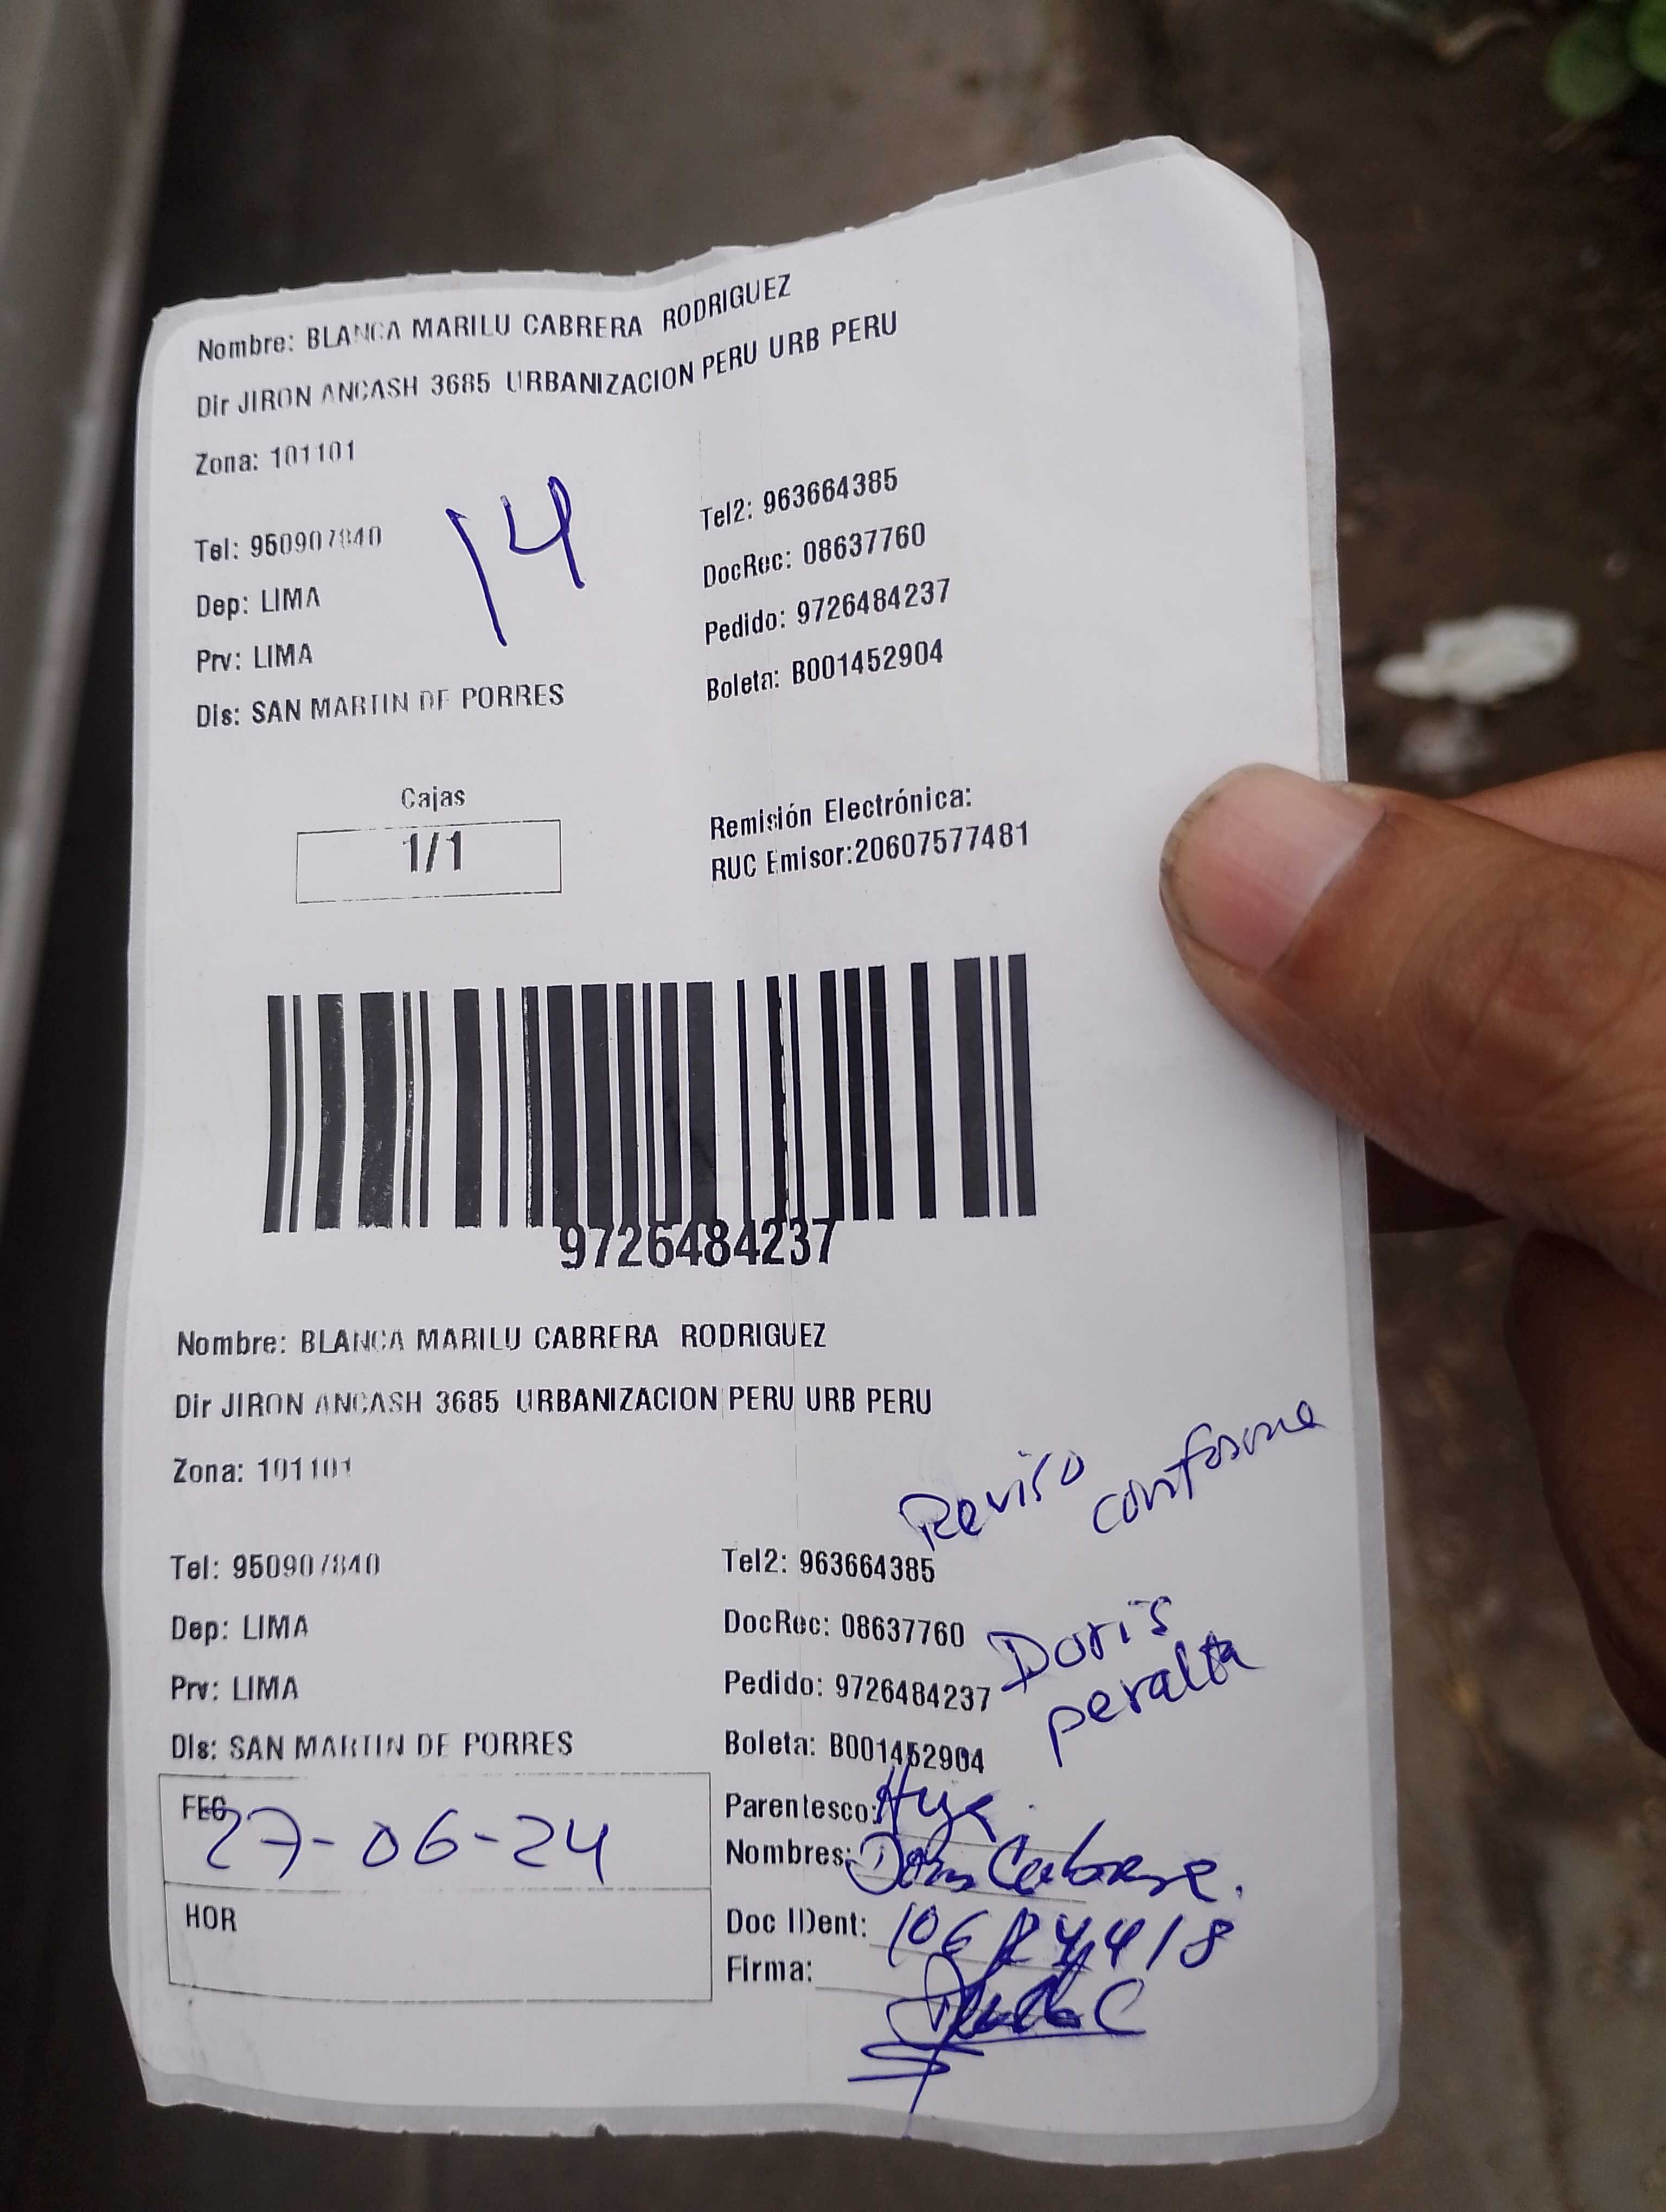 Nombre: BLANCA MARILU CABRERA RODRIGUEZ
Dir JIRON ANCASH 3685 URBANIZACION PERU URB PERU
Zona: 101101
14
Tel: 950907840
Tel2: 963664385
Dep: LIMA
DocRec: 08637760
Prv: LIMA
Pedido: 9726484237
Dis: SAN MARTIN DE PORRES
Boleta: B001452904
Cajas
1/1
Remisión Electrónica:
RUC Emisor:20607577481
9726484237
Nombre: BLANCA MARILU CABRERA RODRIGUEZ
Dir JIRON ANCASH 3685 URBANIZACION PERU URB PERU
Zona: 101101
Reviso conforme
Tel: 950907840
Tel2: 963664385
Dep: LIMA
DocRec: 08637760
Doris
Prv: LIMA
Pedido: 9726484237
peralta
Dis: SAN MARTIN DE PORRES
Boleta: B001452904
FEC 27-06-24
Parentesco:
Nombres: Cabrera.
HOR
Doc IDent:
Firma: